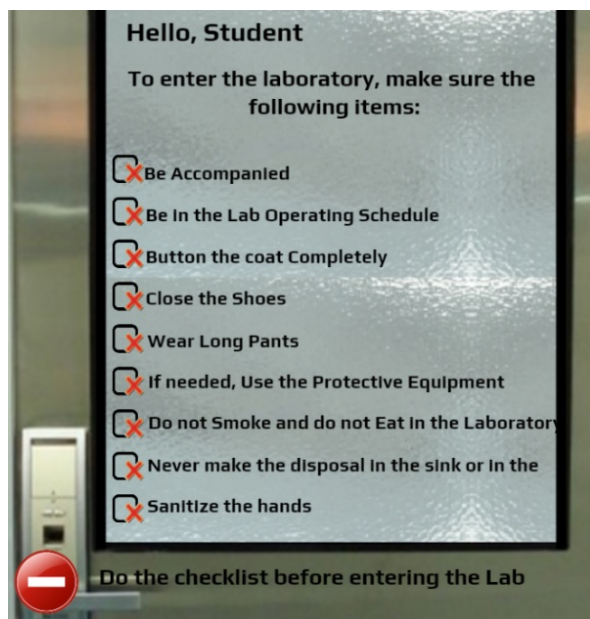 Hello, Student
To enter the laboratory, make sure the
following items:
Be Accompanied
Be in the Lab Operating Schedule
Button the coat Completely
Close the Shoes
Wear Long Pants
If needed, Use the Protective Equipment
Do not Smoke and do not Eat in the Laboratory
Never make the disposal in the sink or in the
Sanitize the hands
Do the checklist before entering the Lab